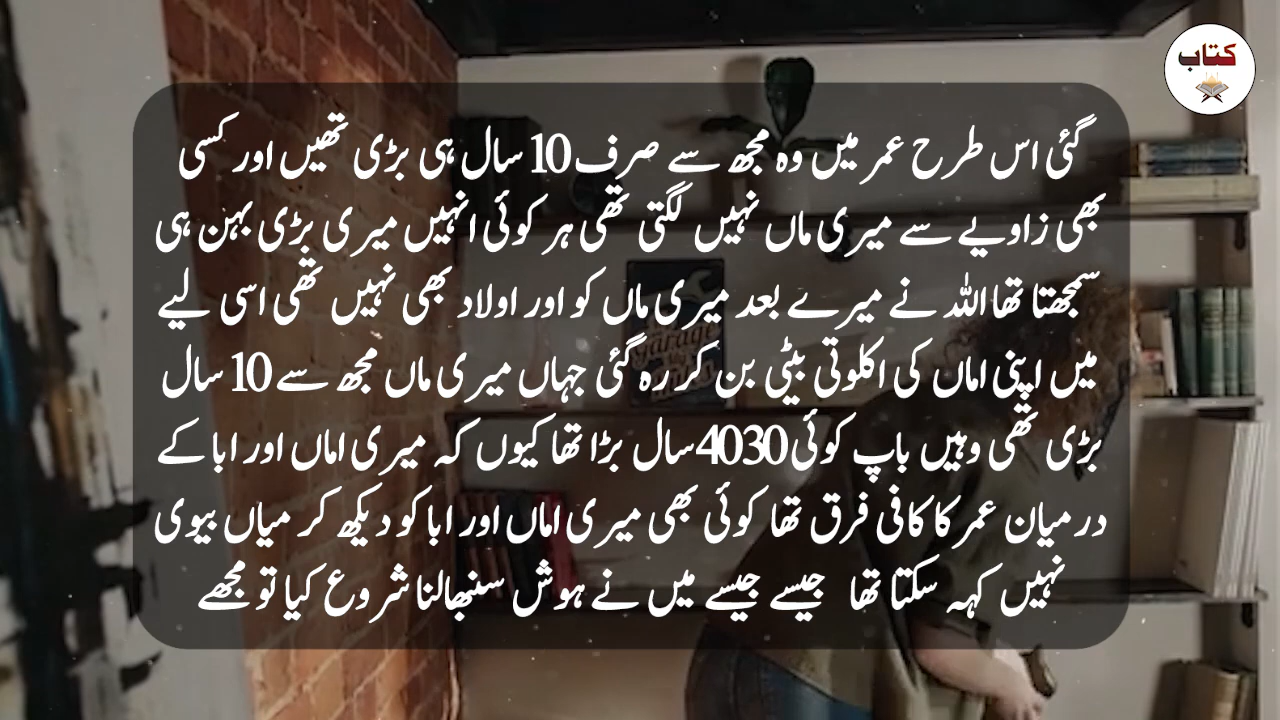 کتاب
گئی اس طرح عمر میں وہ مجھ سے صرف 10 سال ہی بڑی تھیں اور کسی
بھی زاویے سے میری ماں نہیں لگتی تھی ہر کوئی انہیں میری بڑی بہن ہی
سمجھتا تھا اللہ نے میرے بعد میری ماں کو اور اولاد بھی نہیں تھی اسی لیے
میں اپنی اماں کی اکلوتی بیٹی بن کر رہ گئی جہاں میری ماں مجھ سے 10 سال
بڑی تھی وہیں باپ کوئی 4030 سال بڑا تھا کیوں کہ میری اماں اور ابا کے
درمیان عمر کا کافی فرق تھا کوئی بھی میری اماں اور ابا کو دیکھ کر میاں بیوی
نہیں کہہ سکتا تھا جیسے جیسے میں نے ہوش سنبھالنا شروع کیا تو مجھے
garage